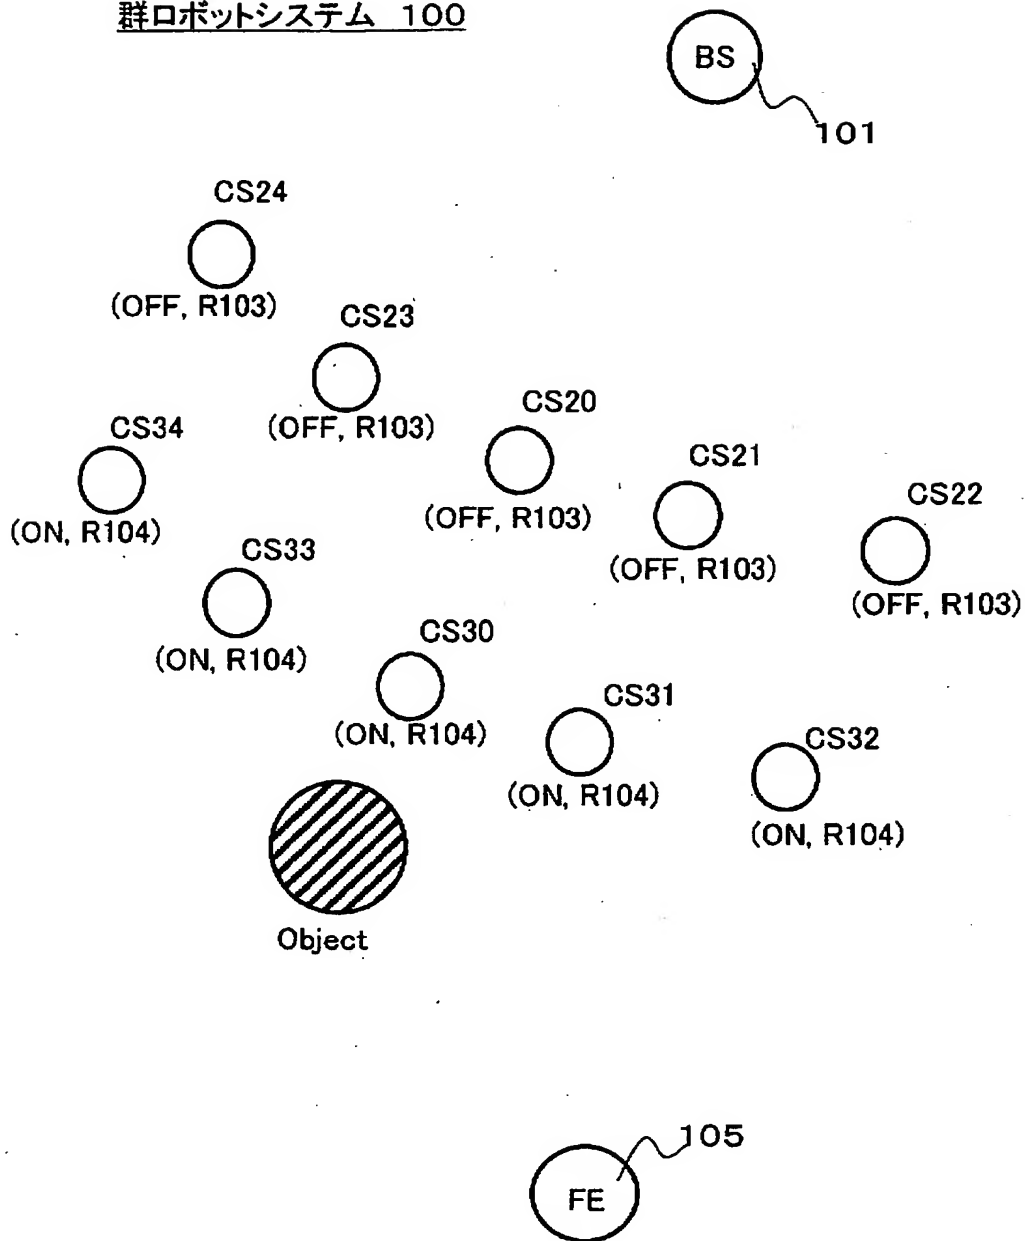 群ロボットシステム 100
BS
101
CS24
(OFF, R103)
CS23
(OFF, R103)
CS20
(OFF, R103)
CS21
(OFF, R103)
CS22
(OFF, R103)
CS34
(ON, R104)
CS33
(ON, R104)
CS30
(ON, R104)
CS31
(ON, R104)
CS32
(ON, R104)
Object
105
FE